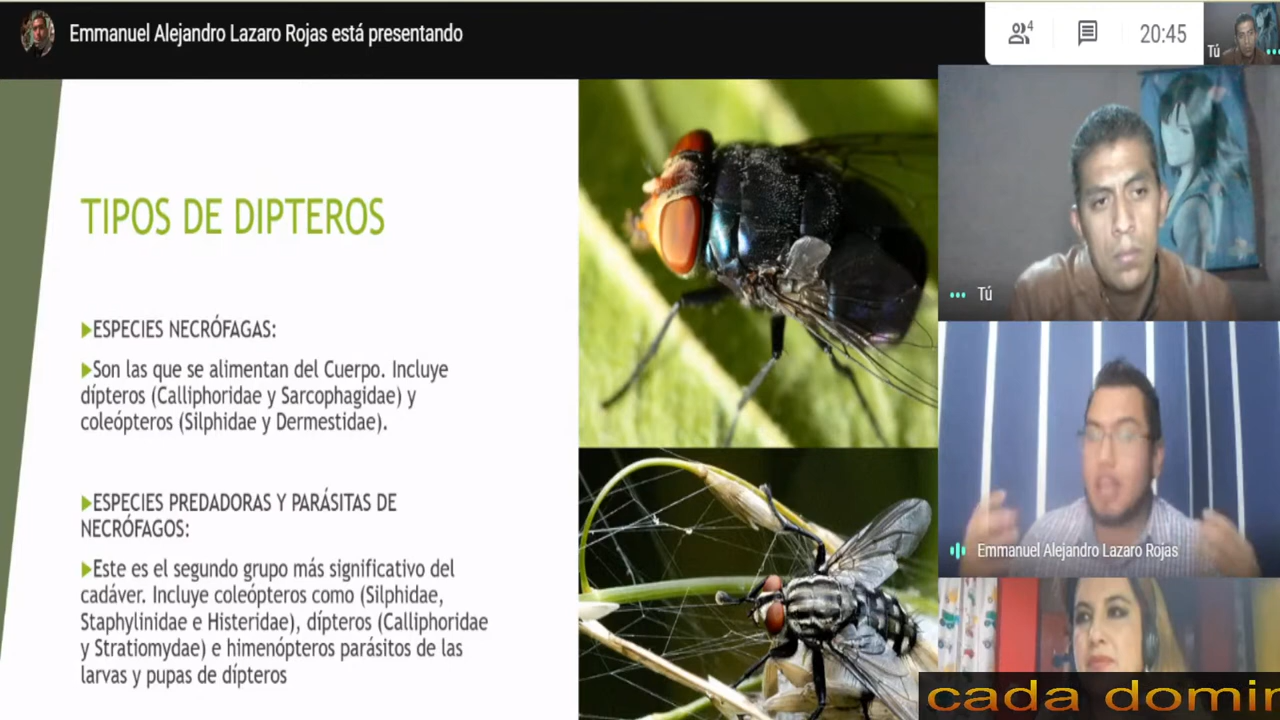 Emmanuel Alejandro Lazaro Rojas está presentando
4
20:45
Tú
TIPOS DE DIPTEROS
ESPECIES NECRÓFAGAS:
Son las que se alimentan del Cuerpo. Incluye
dípteros (Calliphoridae y Sarcophagidae) y
coleópteros (Silphidae y Dermestidae).
ESPECIES PREDADORAS Y PARÁSITAS DE
NECRÓFAGOS:
Este es el segundo grupo más significativo del
cadáver. Incluye coleópteros como (Silphidae,
Staphylinidae e Histeridae), dípteros (Calliphoridae
y Stratiomydae) e himenópteros parásitos de las
larvas y pupas de dípteros
Tú
Emmanuel Alejandro Lazaro Rojas
cada domin